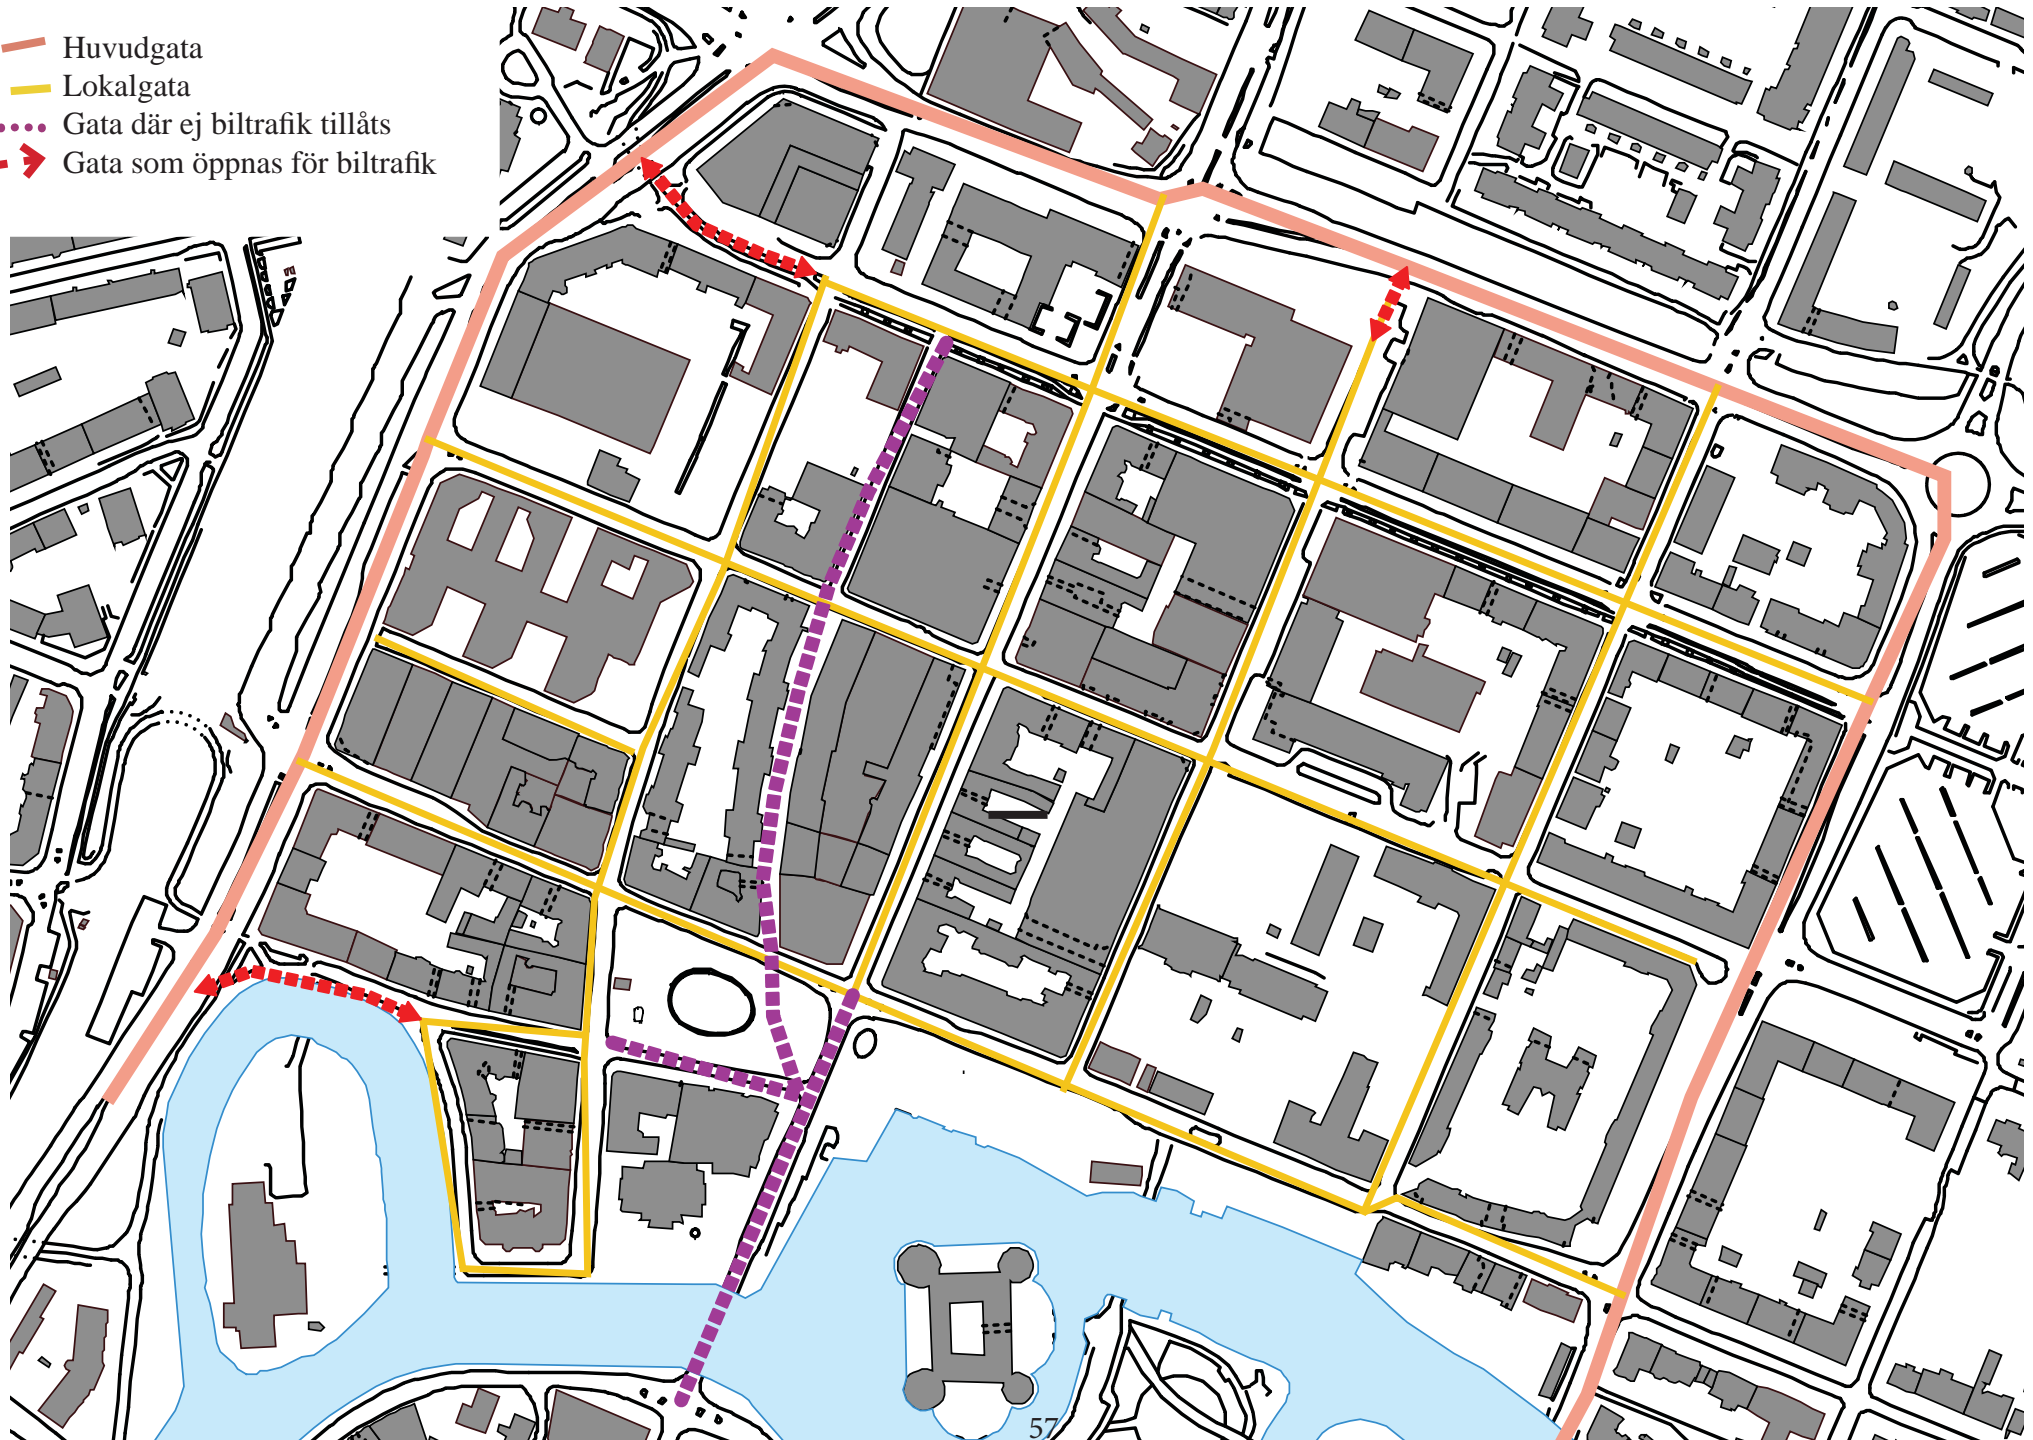 Huvudgata
Lokalgata
Gata där ej biltrafik tillåts
Gata som öppnas för biltrafik
57